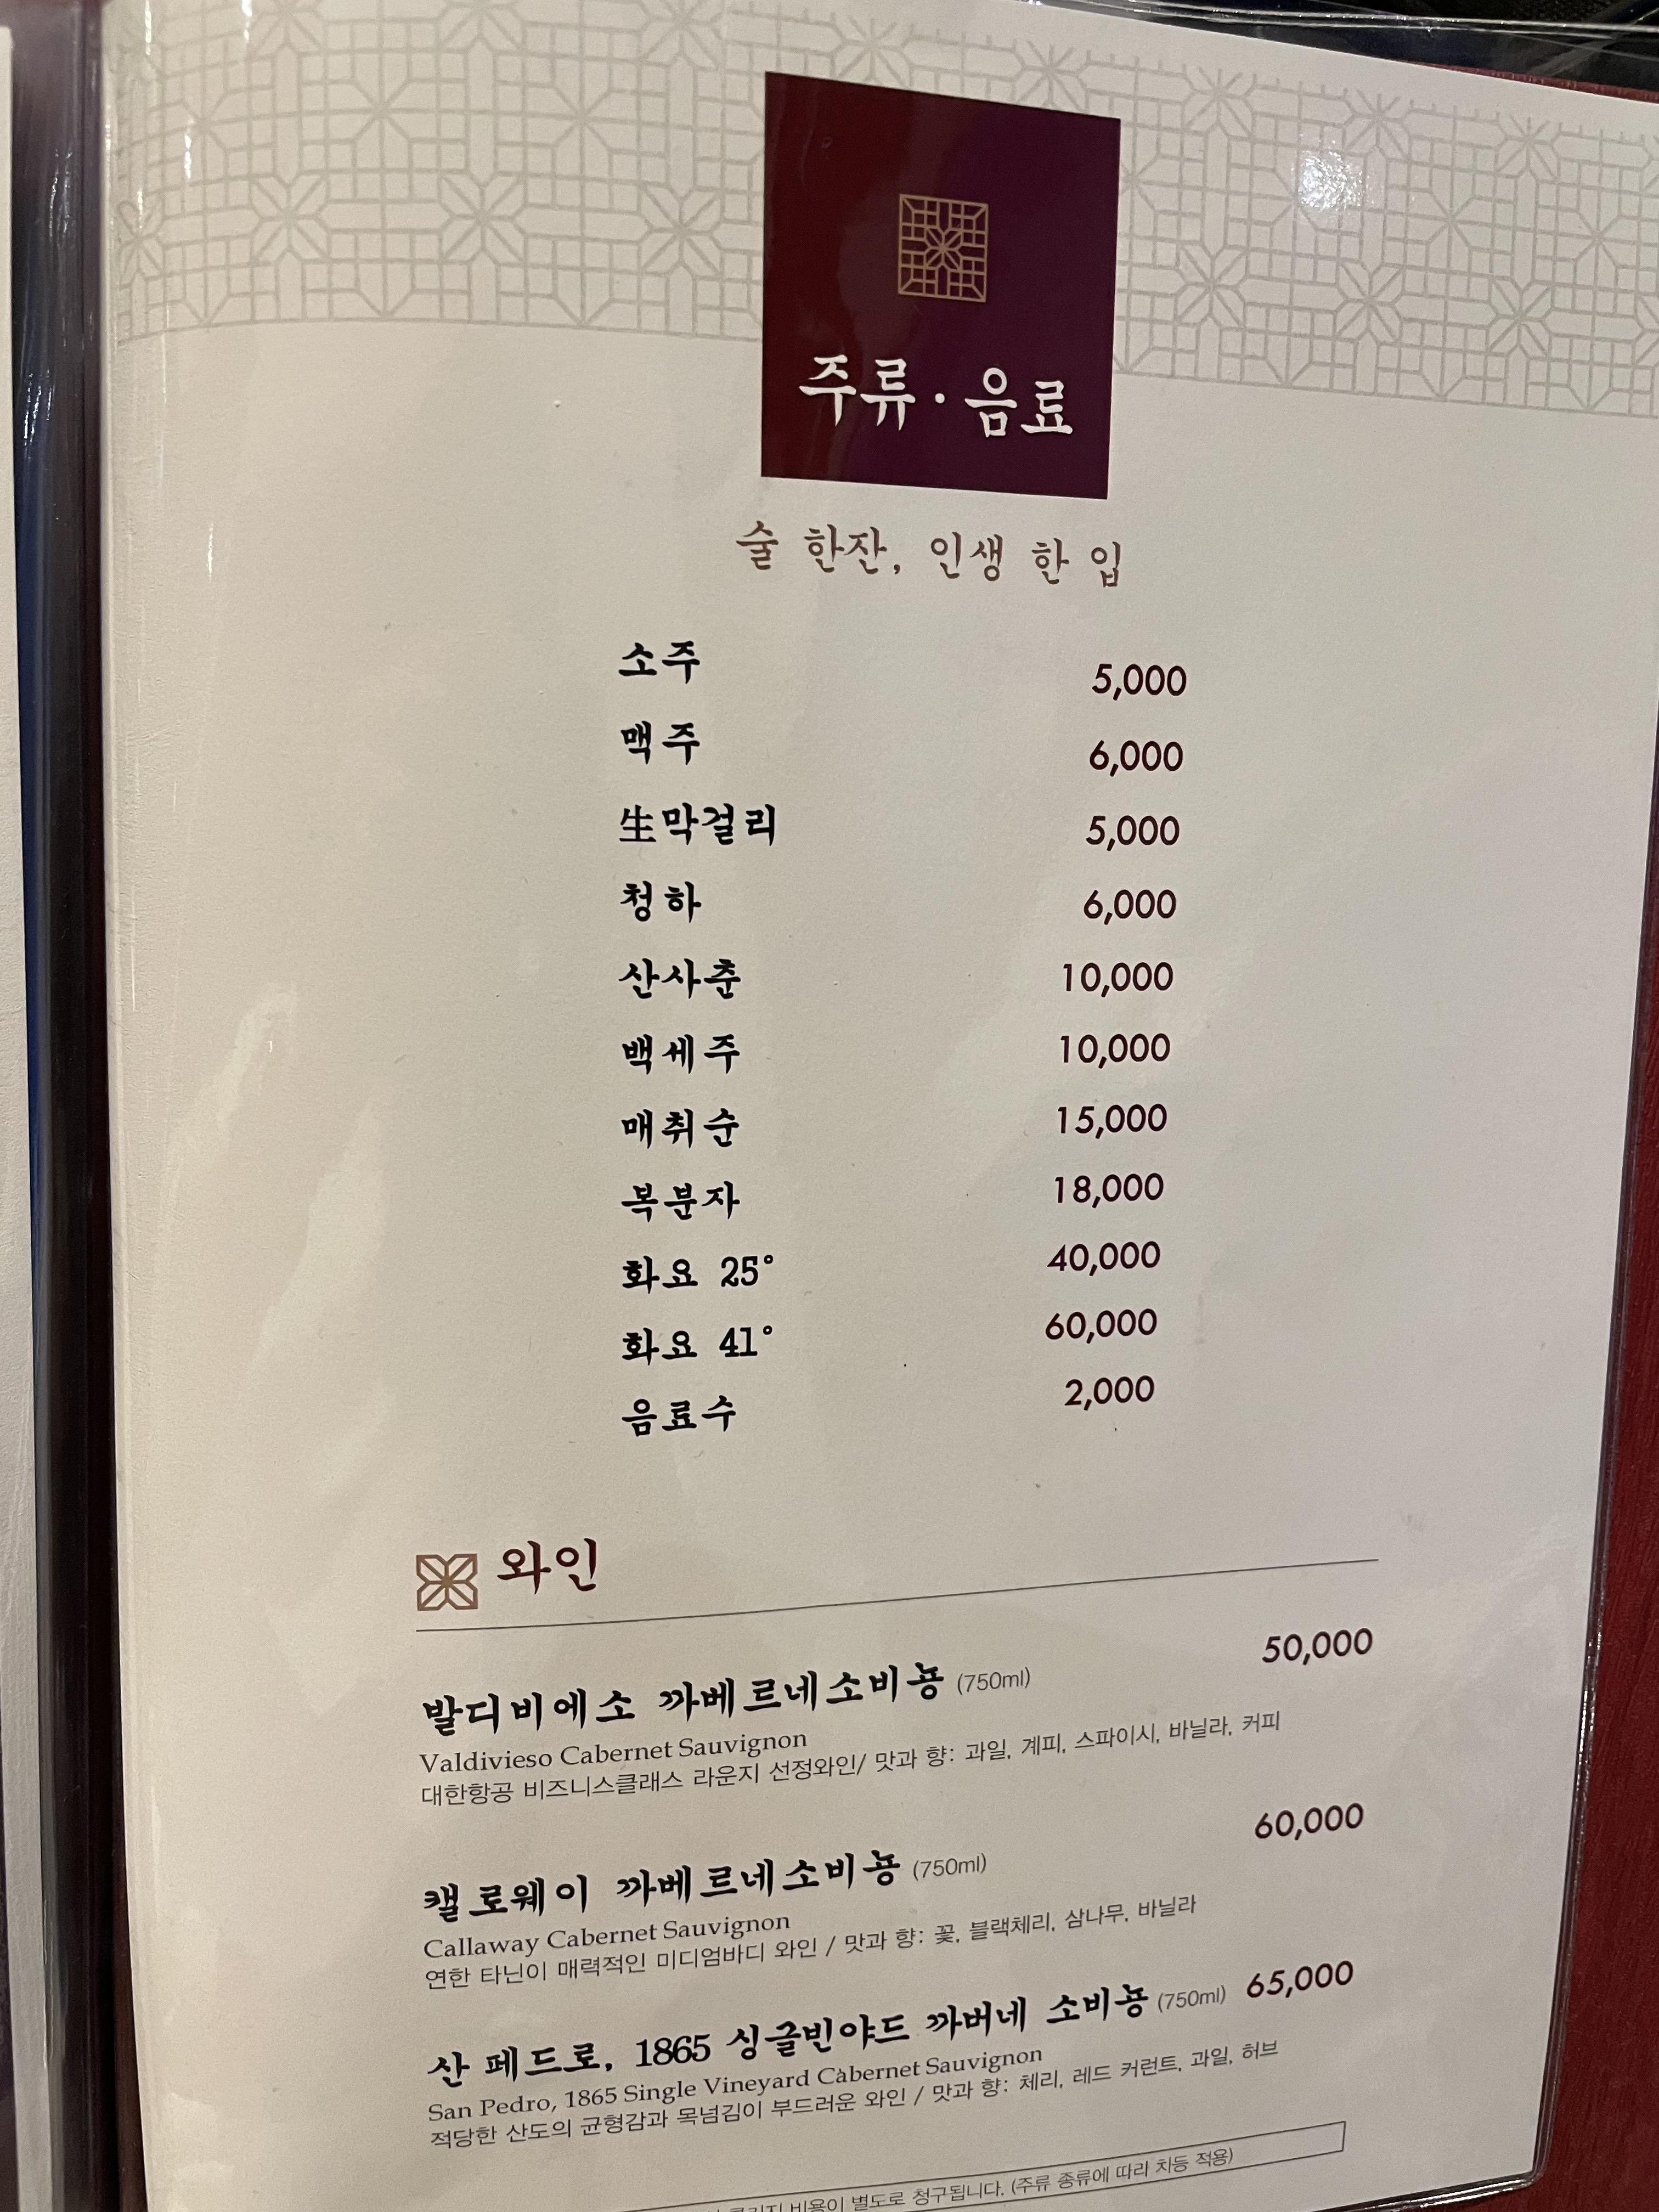 주류·음료
술 한잔, 인생 한 입
소주 5,000
맥주 6,000
生막걸리 5,000
청하 6,000
산사춘 10,000
백세주 10,000
매취순 15,000
복분자 18,000
화요 25° 40,000
화요 41° 60,000
음료수 2,000
와인
발디비에소 까베르네소비뇽 (750ml) 50,000
Valdivieso Cabernet Sauvignon
대한항공 비즈니스클래스 라운지 선정와인/ 맛과 향: 과일, 계피, 스파이시, 바닐라, 커피
캘로웨이 까베르네소비뇽 (750ml) 60,000
Callaway Cabernet Sauvignon
연한 타닌이 매력적인 미디엄바디 와인 / 맛과 향: 꽃, 블랙체리, 삼나무, 바닐라
산 페드로, 1865 싱글빈야드 까버네 소비뇽 (750ml) 65,000
San Pedro, 1865 Single Vineyard Càbernet Sauvignon
적당한 산도의 균형감과 목넘김이 부드러운 와인 / 맛과 향: 체리, 레드 커런트, 과일, 허브
비용이 별도로 청구됩니다. (주류 종류에 따라 차등 적용)